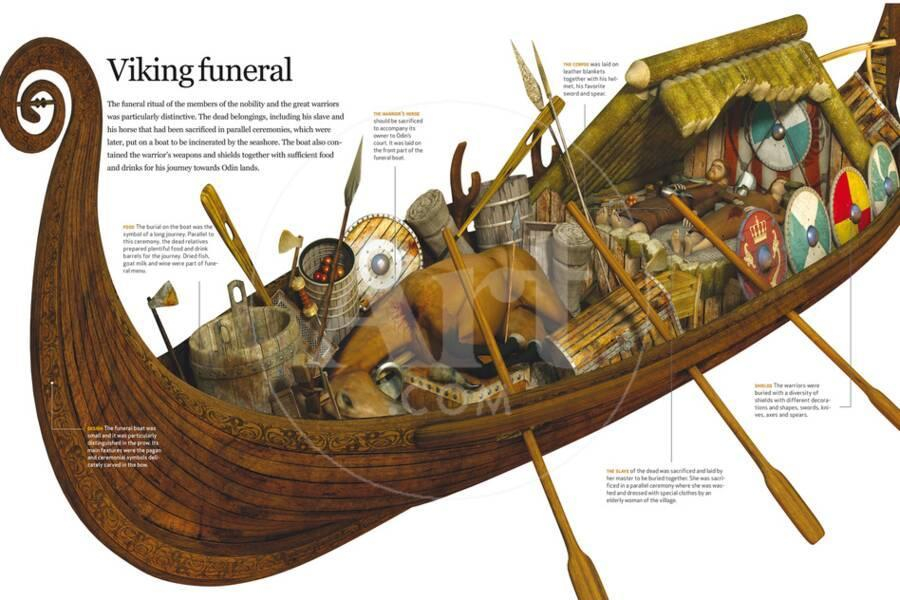 Viking funeral
The funeral ritual of the members of the nobility and the great warriors
was particularly distinctive. The dead belongings, including his slave and
his horse that had been sacrificed in parallel ceremonies, which were
later, put on a boat to be incinerated by the seashore. The boat also con-
tained the warrior's weapons and shields together with sufficient food
and drinks for his journey towards Odin lands.
THE CORPSE was laid on
leather blankets
together with his hel-
met, his favorite
sword and spear.
THE WARRIOR'S HORSE
should be sacrificed
to accompany its
owner to Odin's
court. It was laid on
the front part of the
funeral boat.
FOOD The burial on the boat was the
symbol of a long journey. Parallel to
this ceremony, the dead relatives
prepared plentiful food and drink
barrels for the journey. Dried fish,
goat milk and wine were part of fune-
ral menu.
DESIGN The funeral boat was
small and it was particularly
distinguished in the prow. Its
main features were the pagan
and ceremonial symbols deli-
cately carved in the bow.
SHIELDS The warriors were
buried with a diversity of
shields with different decora-
tions and shapes, swords, kni-
ves, axes and spears.
THE SLAVE of the dead was sacrificed and laid by
her master to be buried together. She was sacri-
ficed in a parallel ceremony where she was wa-
shed and dressed with special clothes by an
elderly woman of the village.
Art
.COM